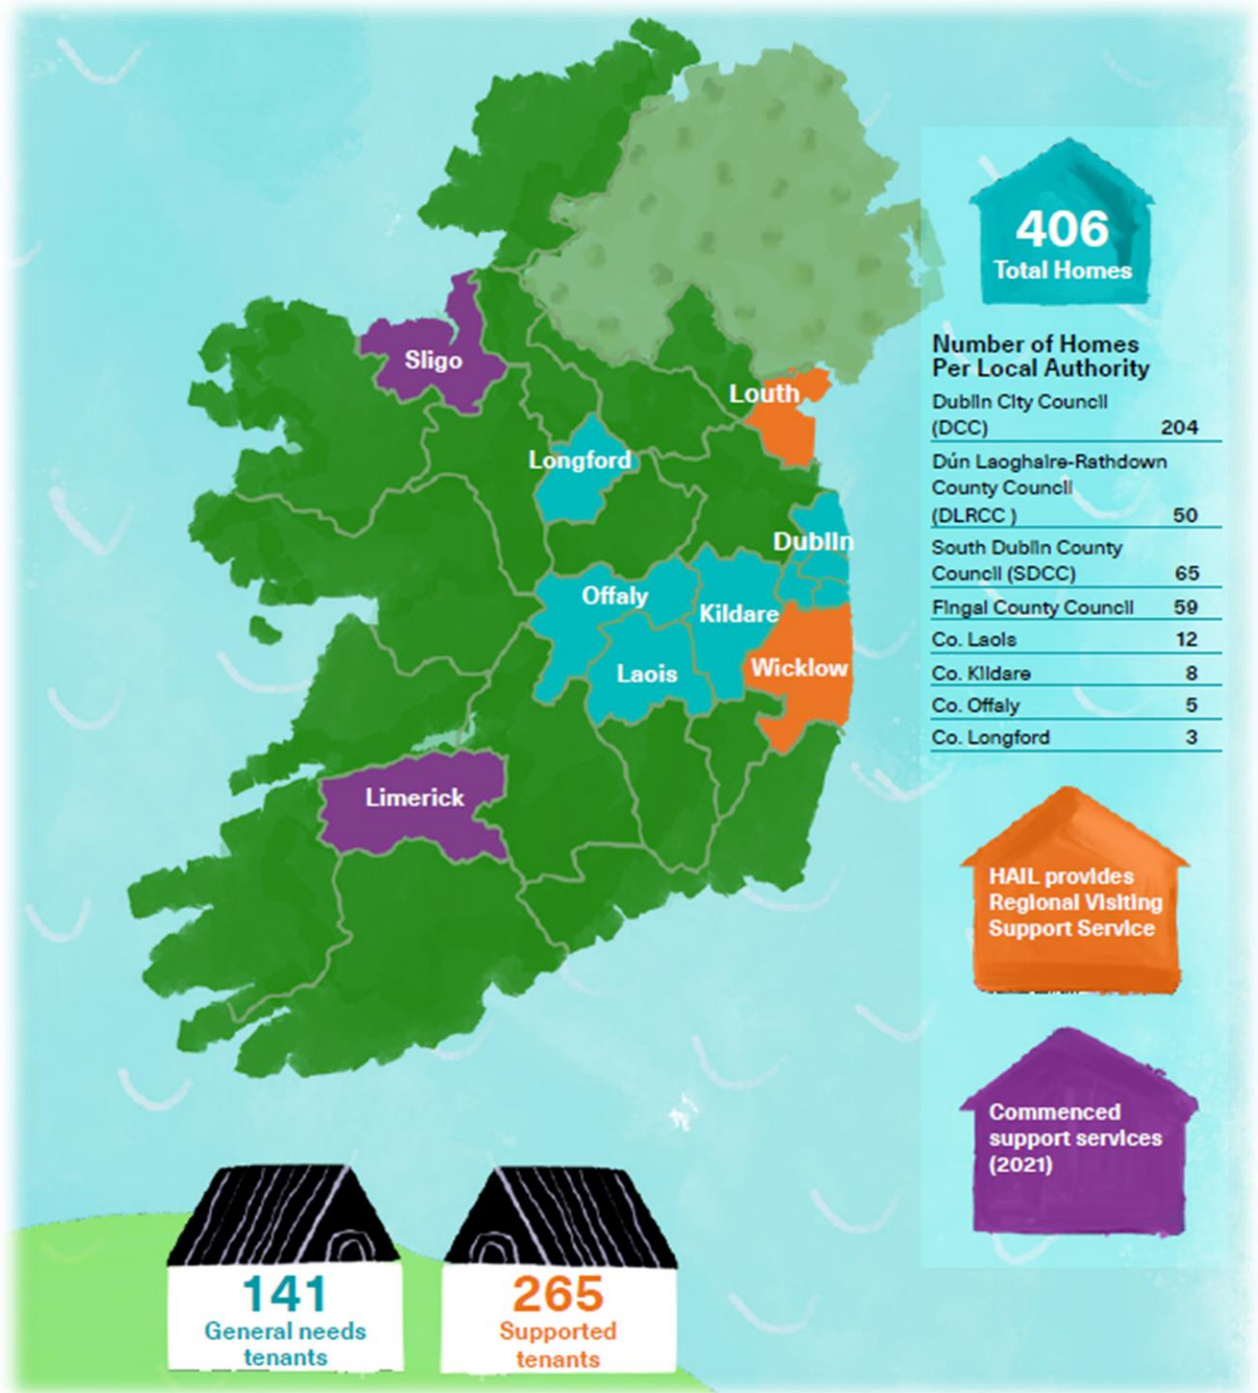 406
Total Homes
Number of Homes
Per Local Authority
Dublin City Council
(DCC) 204
Dún Laoghaire-Rathdown
County Council
(DLRCC ) 50
South Dublin County
Council (SDCC) 65
Fingal County Council 59
Co. Laois 12
Co. Kildare 8
Co. Offaly 5
Co. Longford 3
Sligo
Louth
Longford
Dublin
Offaly
Kildare
Laois
Wicklow
Limerick
HAIL provides
Regional Visiting
Support Service
Commenced
support services
(2021)
141
General needs
tenants
265
Supported
tenants